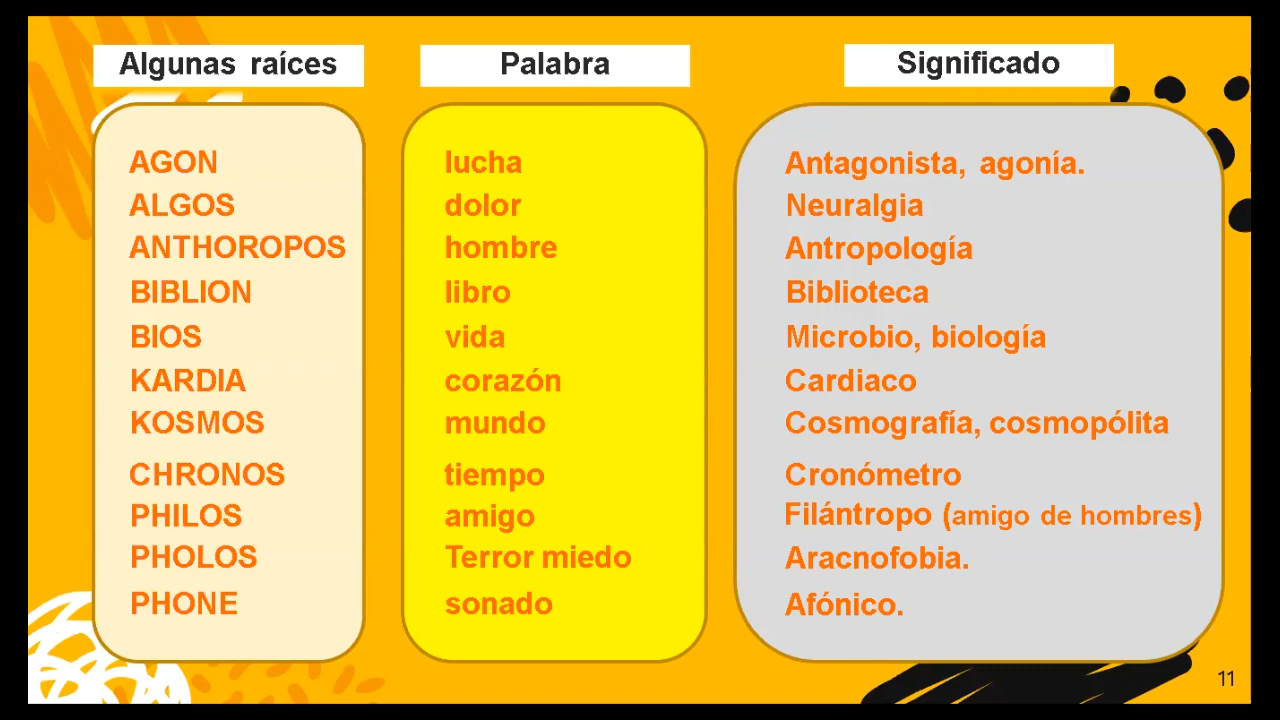 Algunas raíces Palabra Significado
AGON lucha Antagonista, agonía.
ALGOS dolor Neuralgia
ANTHOROPOS hombre Antropología
BIBLION libro Biblioteca
BIOS vida Microbio, biología
KARDIA corazón Cardiaco
KOSMOS mundo Cosmografía, cosmopólita
CHRONOS tiempo Cronómetro
PHILOS amigo Filántropo (amigo de hombres)
PHOLOS Terror miedo Aracnofobia.
PHONE sonado Afónico.
11